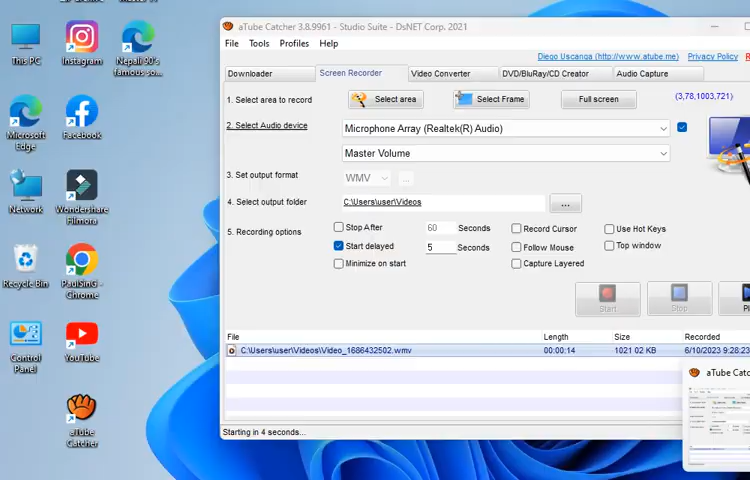 This PC
Instagram
Nepali 90's
famous so...
Microsoft
Edge
Facebook
Network
Wondershare
Filmora
Recycle Bin
PaulSinG -
Chrome
Control
Panel
YouTube
aTube
Catcher
aTube Catcher 3.8.9961 - Studio Suite - DsNET Corp. 2021
File Tools Profiles Help
Diego Uscanga (http://www.atube.me) Privacy Policy
Downloader Screen Recorder Video Converter DVD/BluRay/CD Creator Audio Capture
1. Select area to record Select area Select Frame Full screen (3,78,1003,721)
2. Select Audio device Microphone Array (Realtek(R) Audio)
Master Volume
3. Set output format WMV ...
4. Select output folder C:\Users\user\Videos ...
5. Recording options Stop After 60 Seconds Record Cursor Use Hot Keys
Start delayed 5 Seconds Follow Mouse Top window
Minimize on start Capture Layered
Start Stop
File Length Size Recorded
C:\Users\user\Videos\Video_1686432502.wmv 00:00:14 1021 02 KB 6/10/2023 9:28:23
aTube Catc
Starting in 4 seconds...